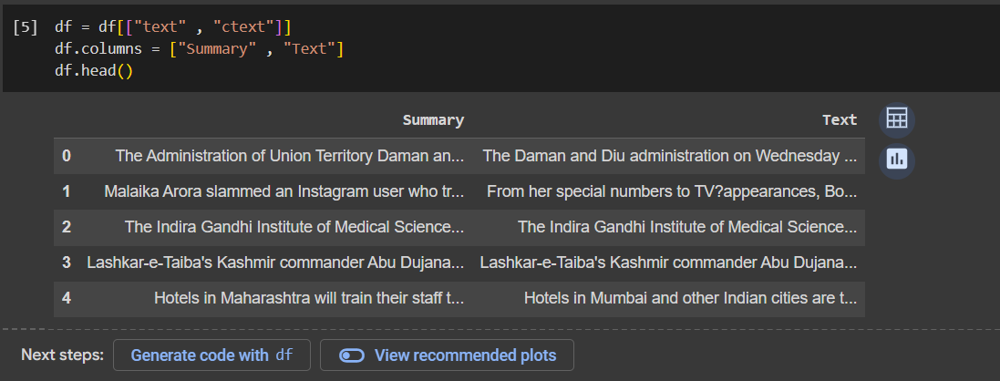 [5] df = df[["text" , "ctext"]]
df.columns = ["Summary" , "Text"]
df.head()
Summary Text
0 The Administration of Union Territory Daman an... The Daman and Diu administration on Wednesday ...
1 Malaika Arora slammed an Instagram user who tr... From her special numbers to TV?appearances, Bo...
2 The Indira Gandhi Institute of Medical Science... The Indira Gandhi Institute of Medical Science...
3 Lashkar-e-Taiba's Kashmir commander Abu Dujana... Lashkar-e-Taiba's Kashmir commander Abu Dujana...
4 Hotels in Maharashtra will train their staff t... Hotels in Mumbai and other Indian cities are t...
Next steps: Generate code with df View recommended plots